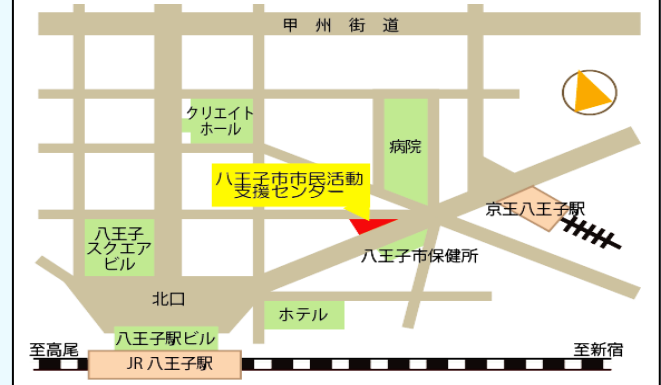 甲州街道
クリエイト
ホール
病院
八王子市市民活動
支援センター
京王八王子駅
八王子
スクエア
ビル
八王子市保健所
北口
ホテル
八王子駅ビル
至高尾
至新宿
JR 八王子駅